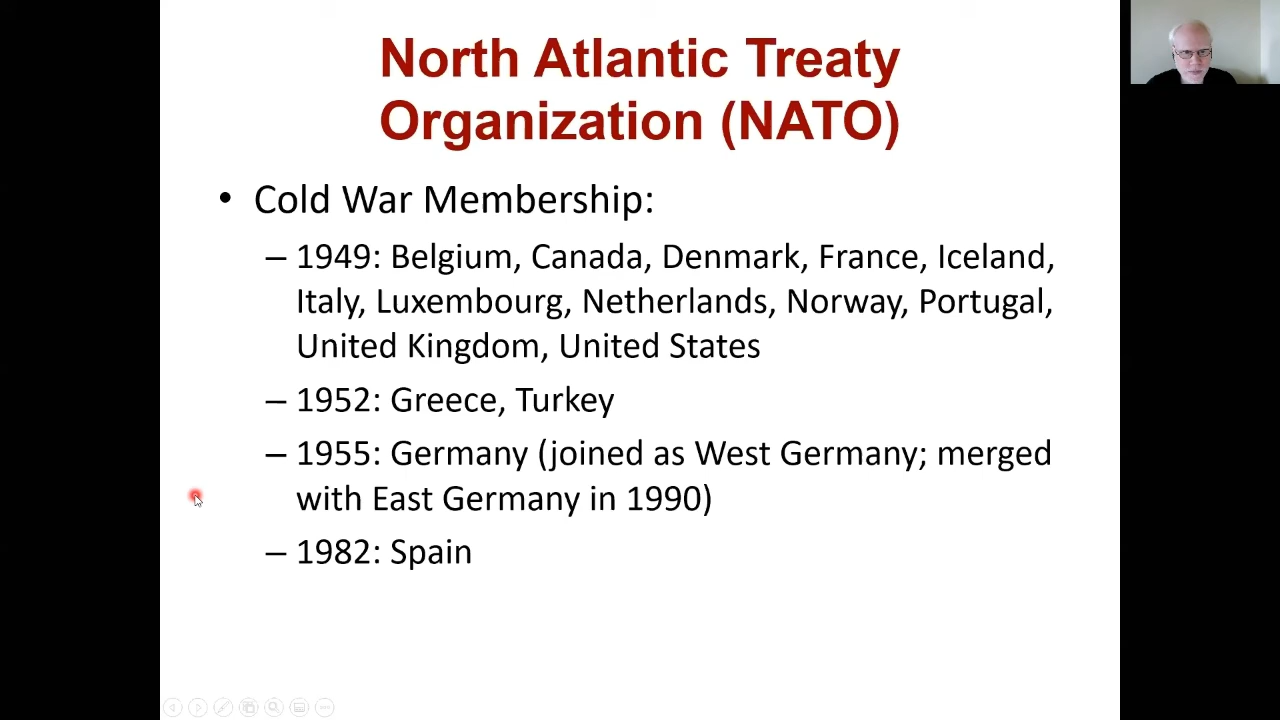 North Atlantic Treaty
Organization (NATO)
• Cold War Membership:
– 1949: Belgium, Canada, Denmark, France, Iceland,
Italy, Luxembourg, Netherlands, Norway, Portugal,
United Kingdom, United States
– 1952: Greece, Turkey
– 1955: Germany (joined as West Germany; merged
with East Germany in 1990)
– 1982: Spain